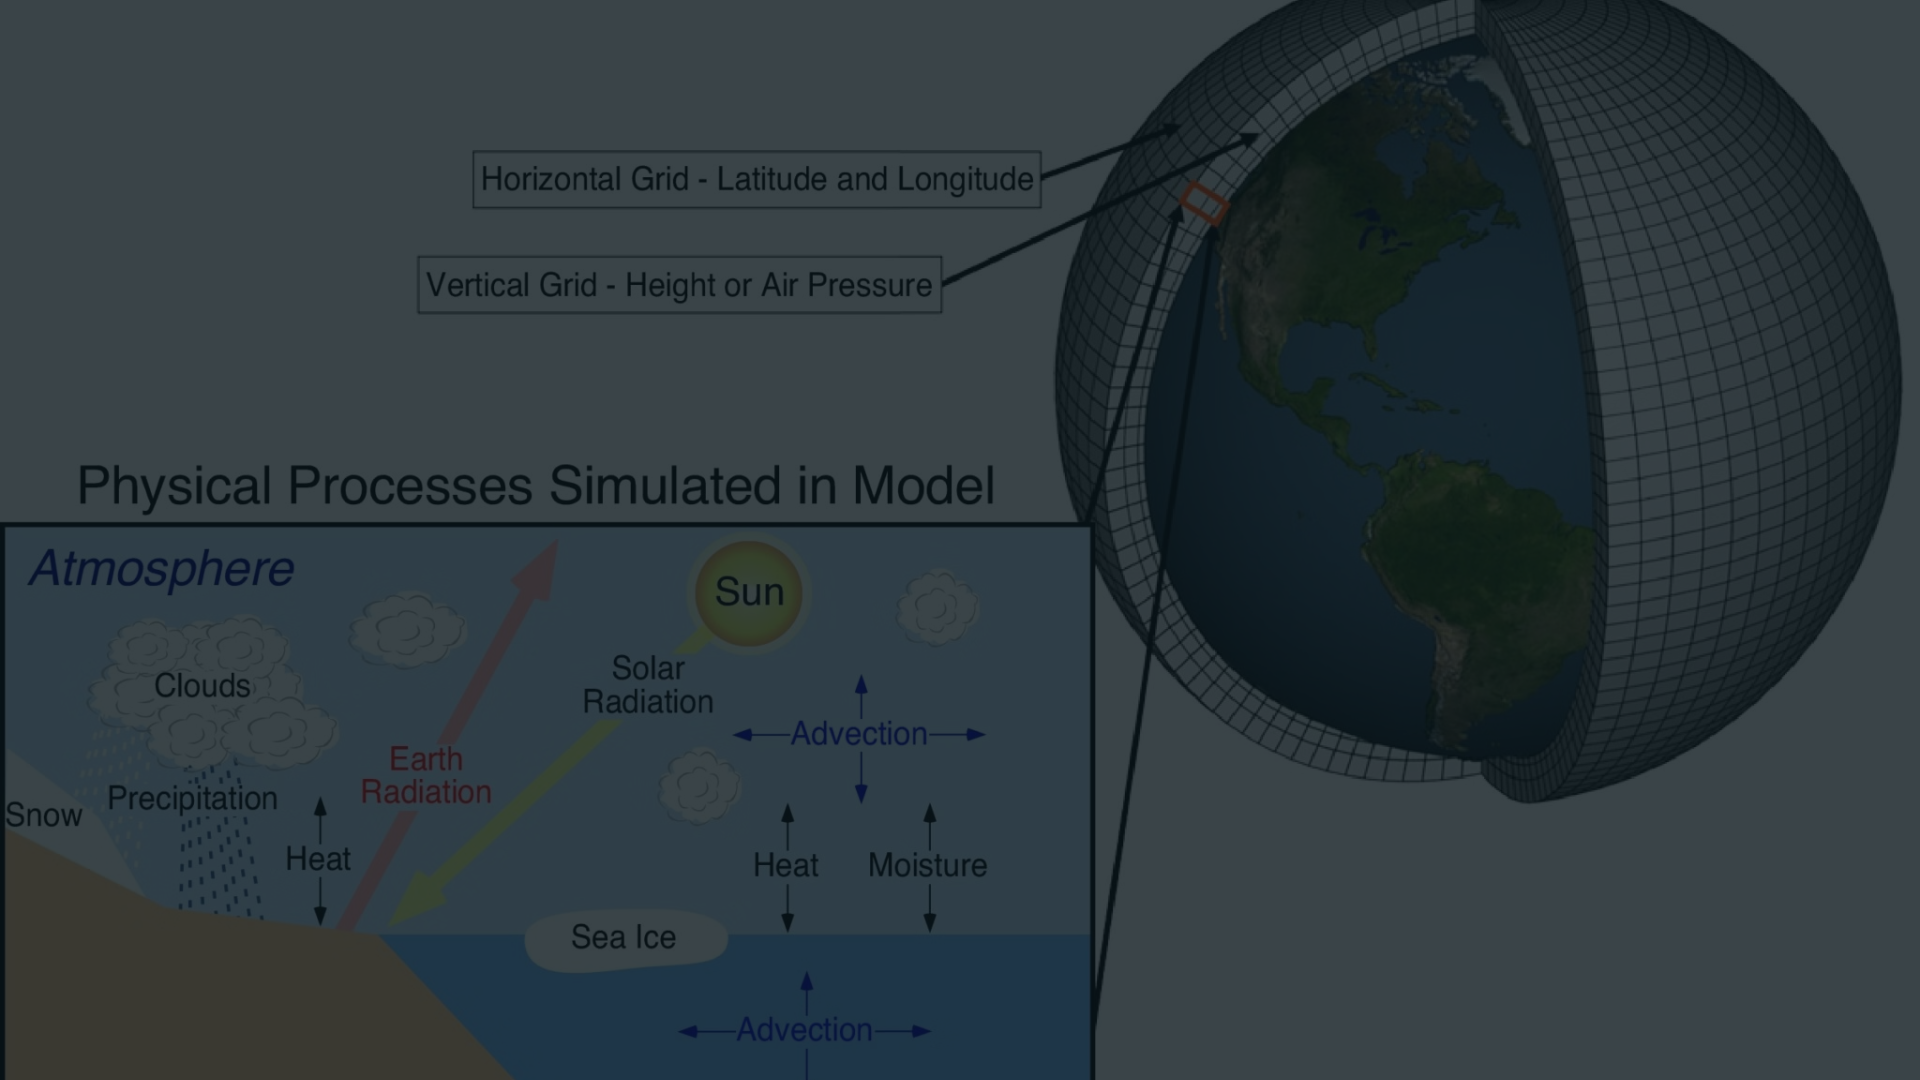 Horizontal Grid - Latitude and Longitude
Vertical Grid - Height or Air Pressure
Physical Processes Simulated in Model
Atmosphere
Sun
Solar
Radiation
Clouds
Advection
Earth
Radiation
Precipitation
Snow
Heat
Heat
Moisture
Sea Ice
Advection